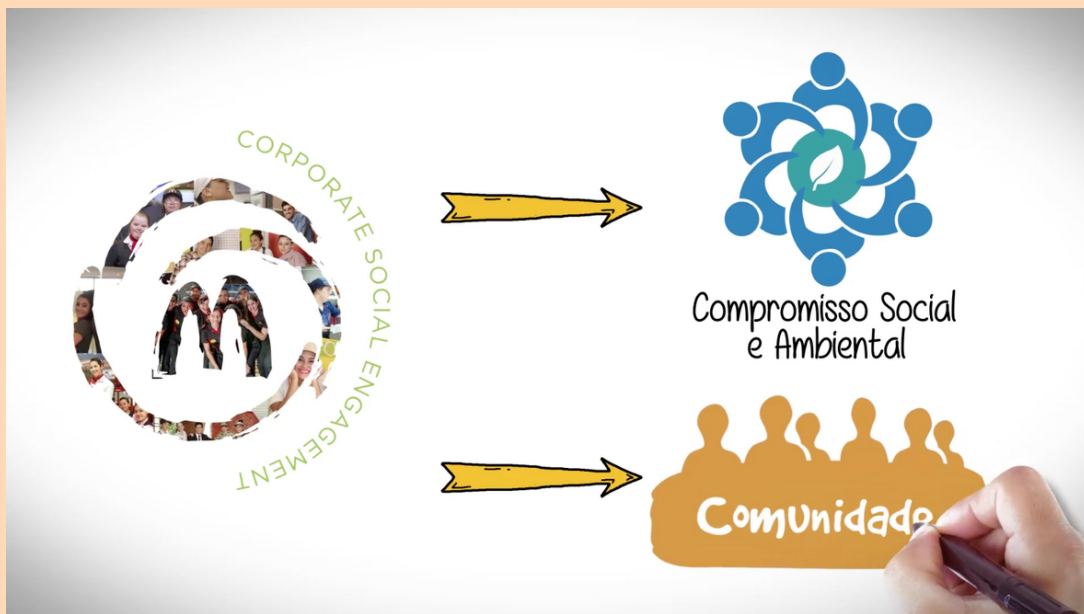 CORPORATE SOCIAL ENGAGEMENT
Compromisso Social
e Ambiental
Comunidade